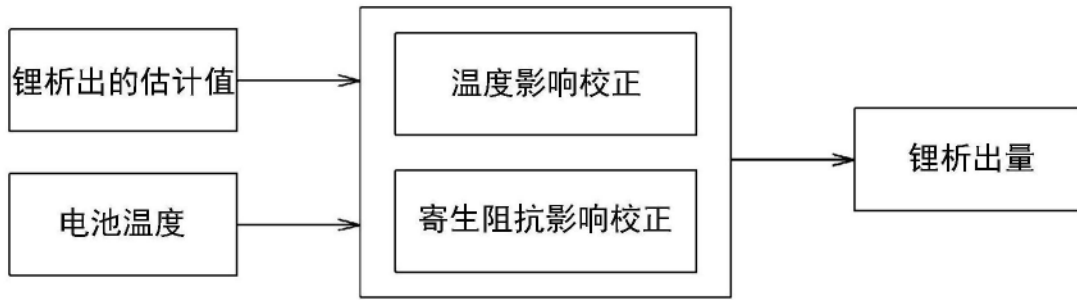 锂析出的估计值
电池温度
温度影响校正
寄生阻抗影响校正
锂析出量